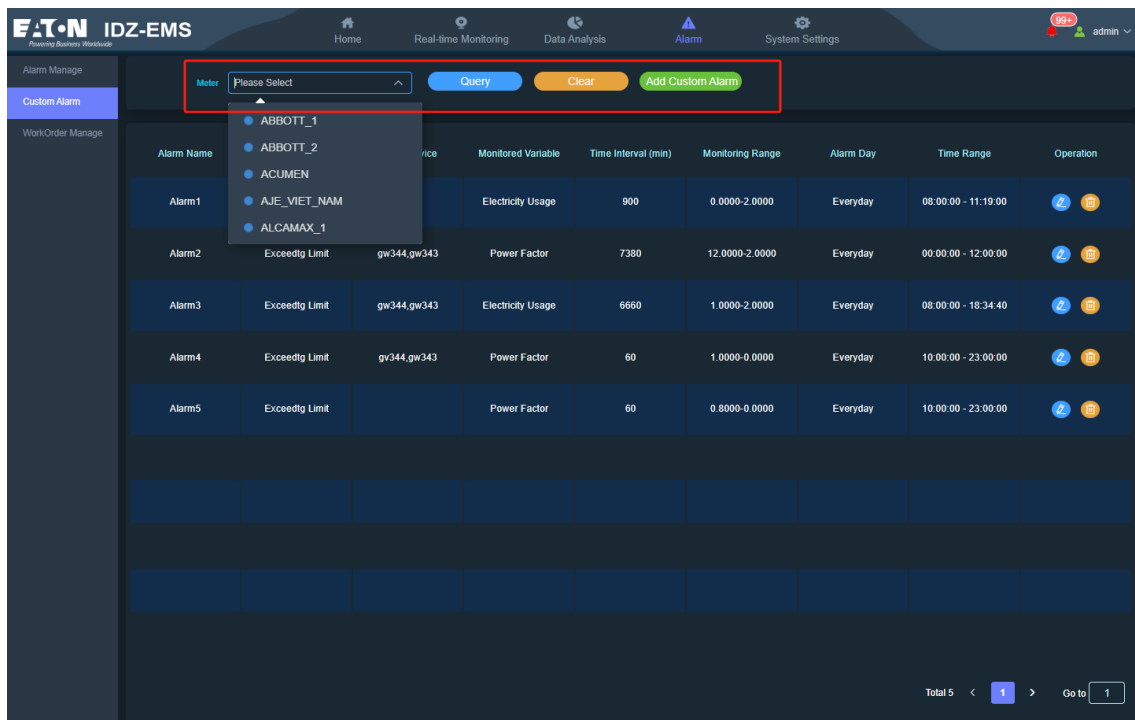 EATON IDZ-EMS
Powering Business Worldwide
Home
Real-time Monitoring
Data Analysis
Alarm
System Settings
99+
admin
Alarm Manage
Custom Alarm
WorkOrder Manage
Meter Please Select Query Clear Add Custom Alarm
ABBOTT_1
ABBOTT_2
ACUMEN
AJE_VIET_NAM
ALCAMAX_1
Alarm Name vice Monitored Variable Time Interval (min) Monitoring Range Alarm Day Time Range Operation
Alarm1 Electricity Usage 900 0.0000-2.0000 Everyday 08:00:00 - 11:19:00
Alarm2 Exceedtg Limit gw344,gw343 Power Factor 7380 12.0000-2.0000 Everyday 00:00:00 - 12:00:00
Alarm3 Exceedtg Limit gw344,gw343 Electricity Usage 6660 1.0000-2.0000 Everyday 08:00:00 - 18:34:40
Alarm4 Exceedtg Limit gv344,gw343 Power Factor 60 1.0000-0.0000 Everyday 10:00:00 - 23:00:00
Alarm5 Exceedtg Limit Power Factor 60 0.8000-0.0000 Everyday 10:00:00 - 23:00:00
Total 5 < 1 > Go to 1